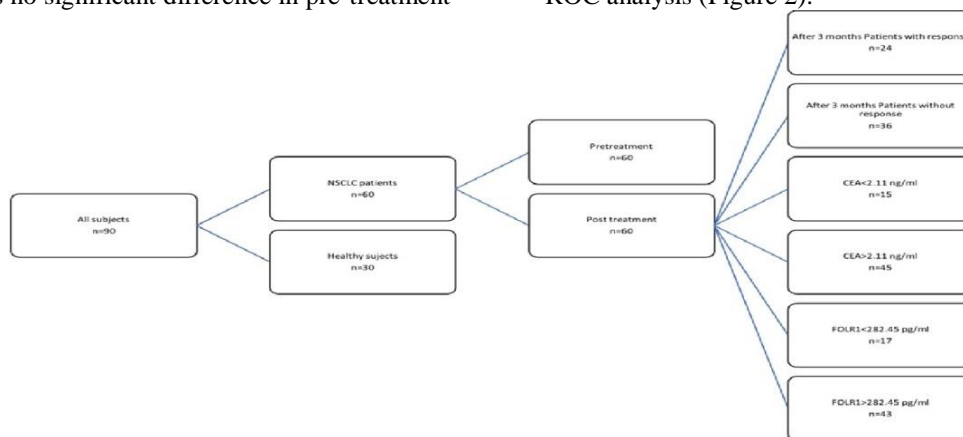 s no significant difference in pre-treatment
ROC analysis (Figure 2).
All subjects
n=90
NSCLC patients
n=60
Healthy sujects
n=30
Pretreatment
n=60
Post treatment
n=60
After 3 months Patients with respons
n=24
After 3 months Patients without
response
n=36
CEA<2.11 ng/ml
n=15
CEA>2.11 ng/ml
n=45
FOLR1<282.45 pg/ml
n=17
FOLR1>282.45 pg/ml
n=43